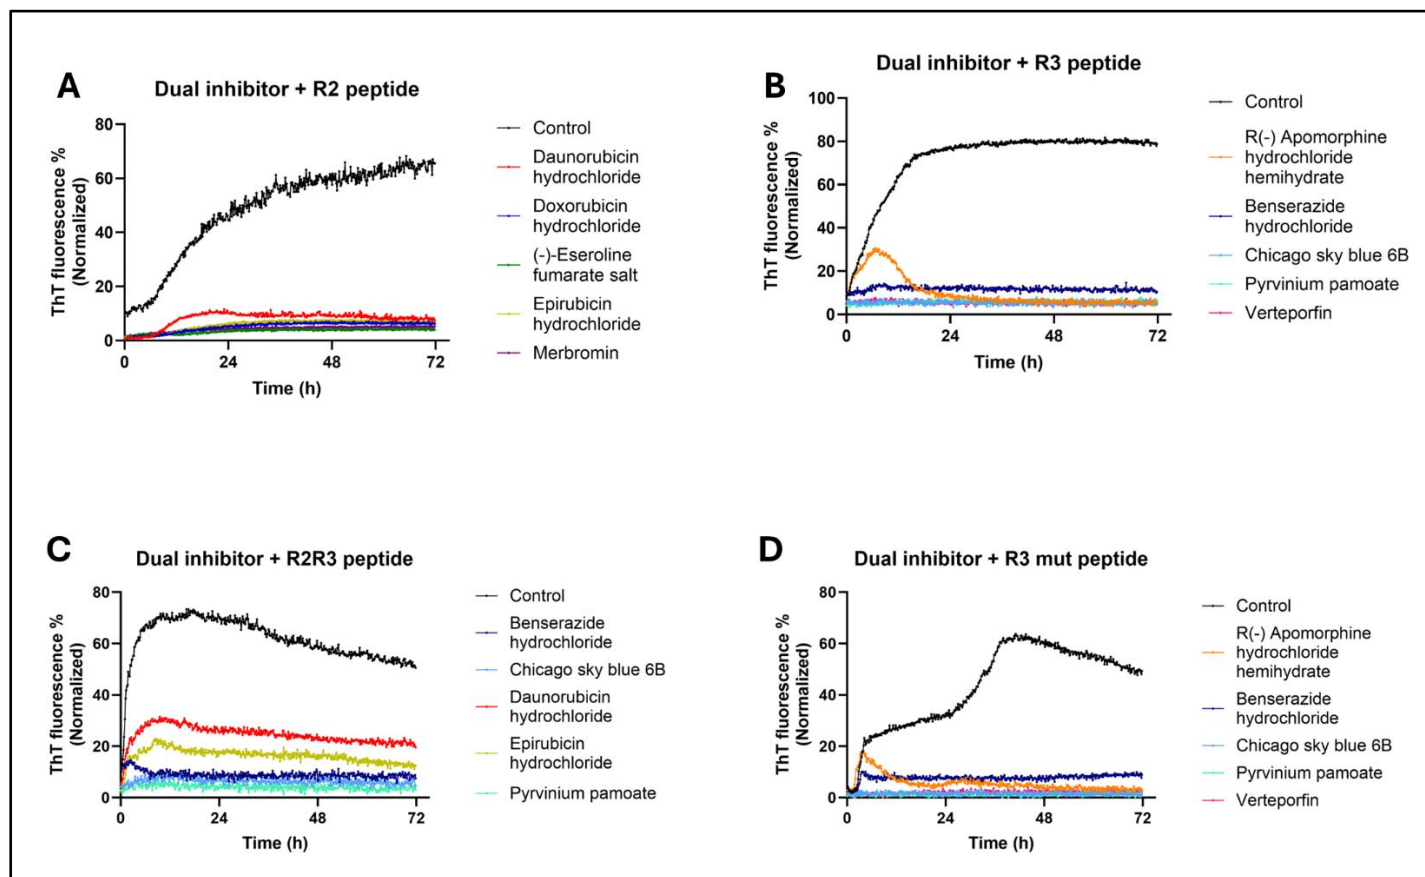 A
Dual inhibitor + R2 peptide
ThT fluorescence %
(Normalized)
80
60
40
20
0
0
24
48
72
Time (h)
Control
Daunorubicin
hydrochloride
Doxorubicin
hydrochloride
(-)-Eseroline
fumarate salt
Epirubicin
hydrochloride
Merbromin
B
Dual inhibitor + R3 peptide
ThT fluorescence %
(Normalized)
100
80
60
40
20
0
0
24
48
72
Time (h)
Control
R(-) Apomorphine
hydrochloride
hemihydrate
Benserazide
hydrochloride
Chicago sky blue 6B
Pyrvinium pamoate
Verteporfin
C
Dual inhibitor + R2R3 peptide
ThT fluorescence %
(Normalized)
80
60
40
20
0
0
24
48
72
Time (h)
Control
Benserazide
hydrochloride
Chicago sky blue 6B
Daunorubicin
hydrochloride
Epirubicin
hydrochloride
Pyrvinium pamoate
D
Dual inhibitor + R3 mut peptide
ThT fluorescence %
(Normalized)
80
60
40
20
0
0
24
48
72
Time (h)
Control
R(-) Apomorphine
hydrochloride
hemihydrate
Benserazide
hydrochloride
Chicago sky blue 6B
Pyrvinium pamoate
Verteporfin